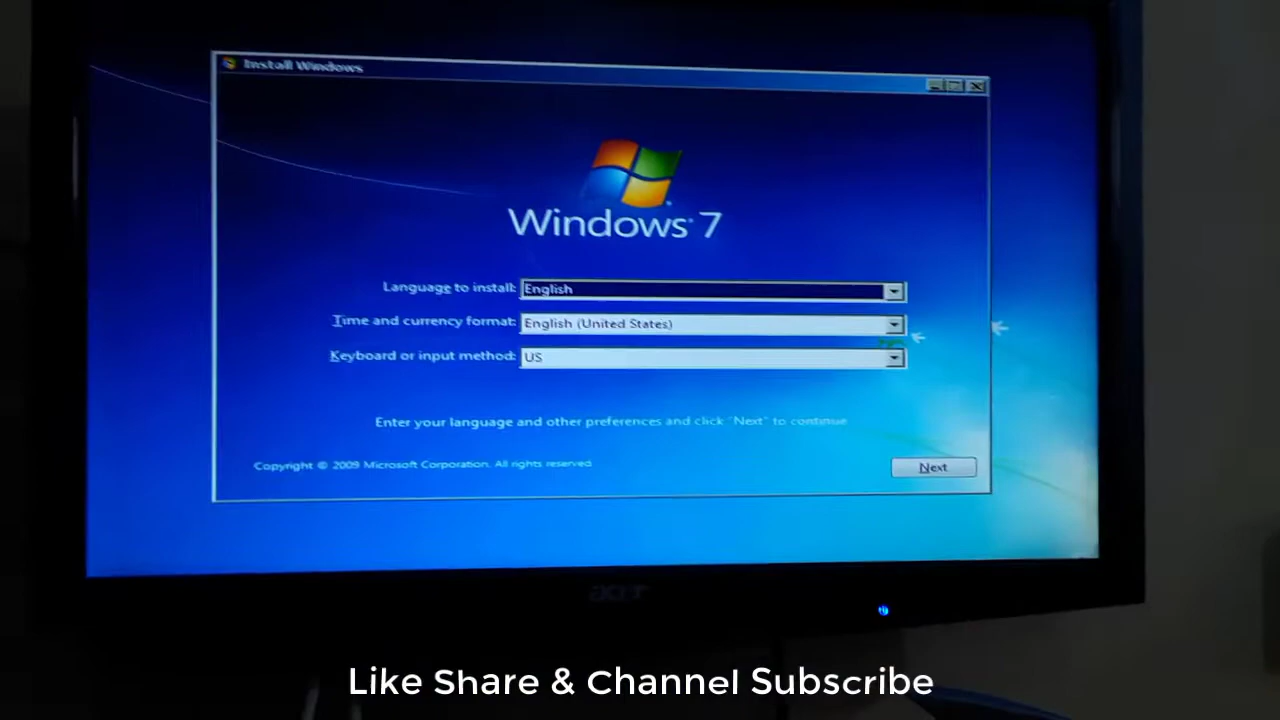 Install Windows
Windows 7
Language to install: English
Time and currency format: English (United States)
Keyboard or input method: US
Enter your language and other preferences and click "Next" to continue
Copyright © 2009 Microsoft Corporation. All rights reserved.
Next
acer
Like Share & Channel Subscribe